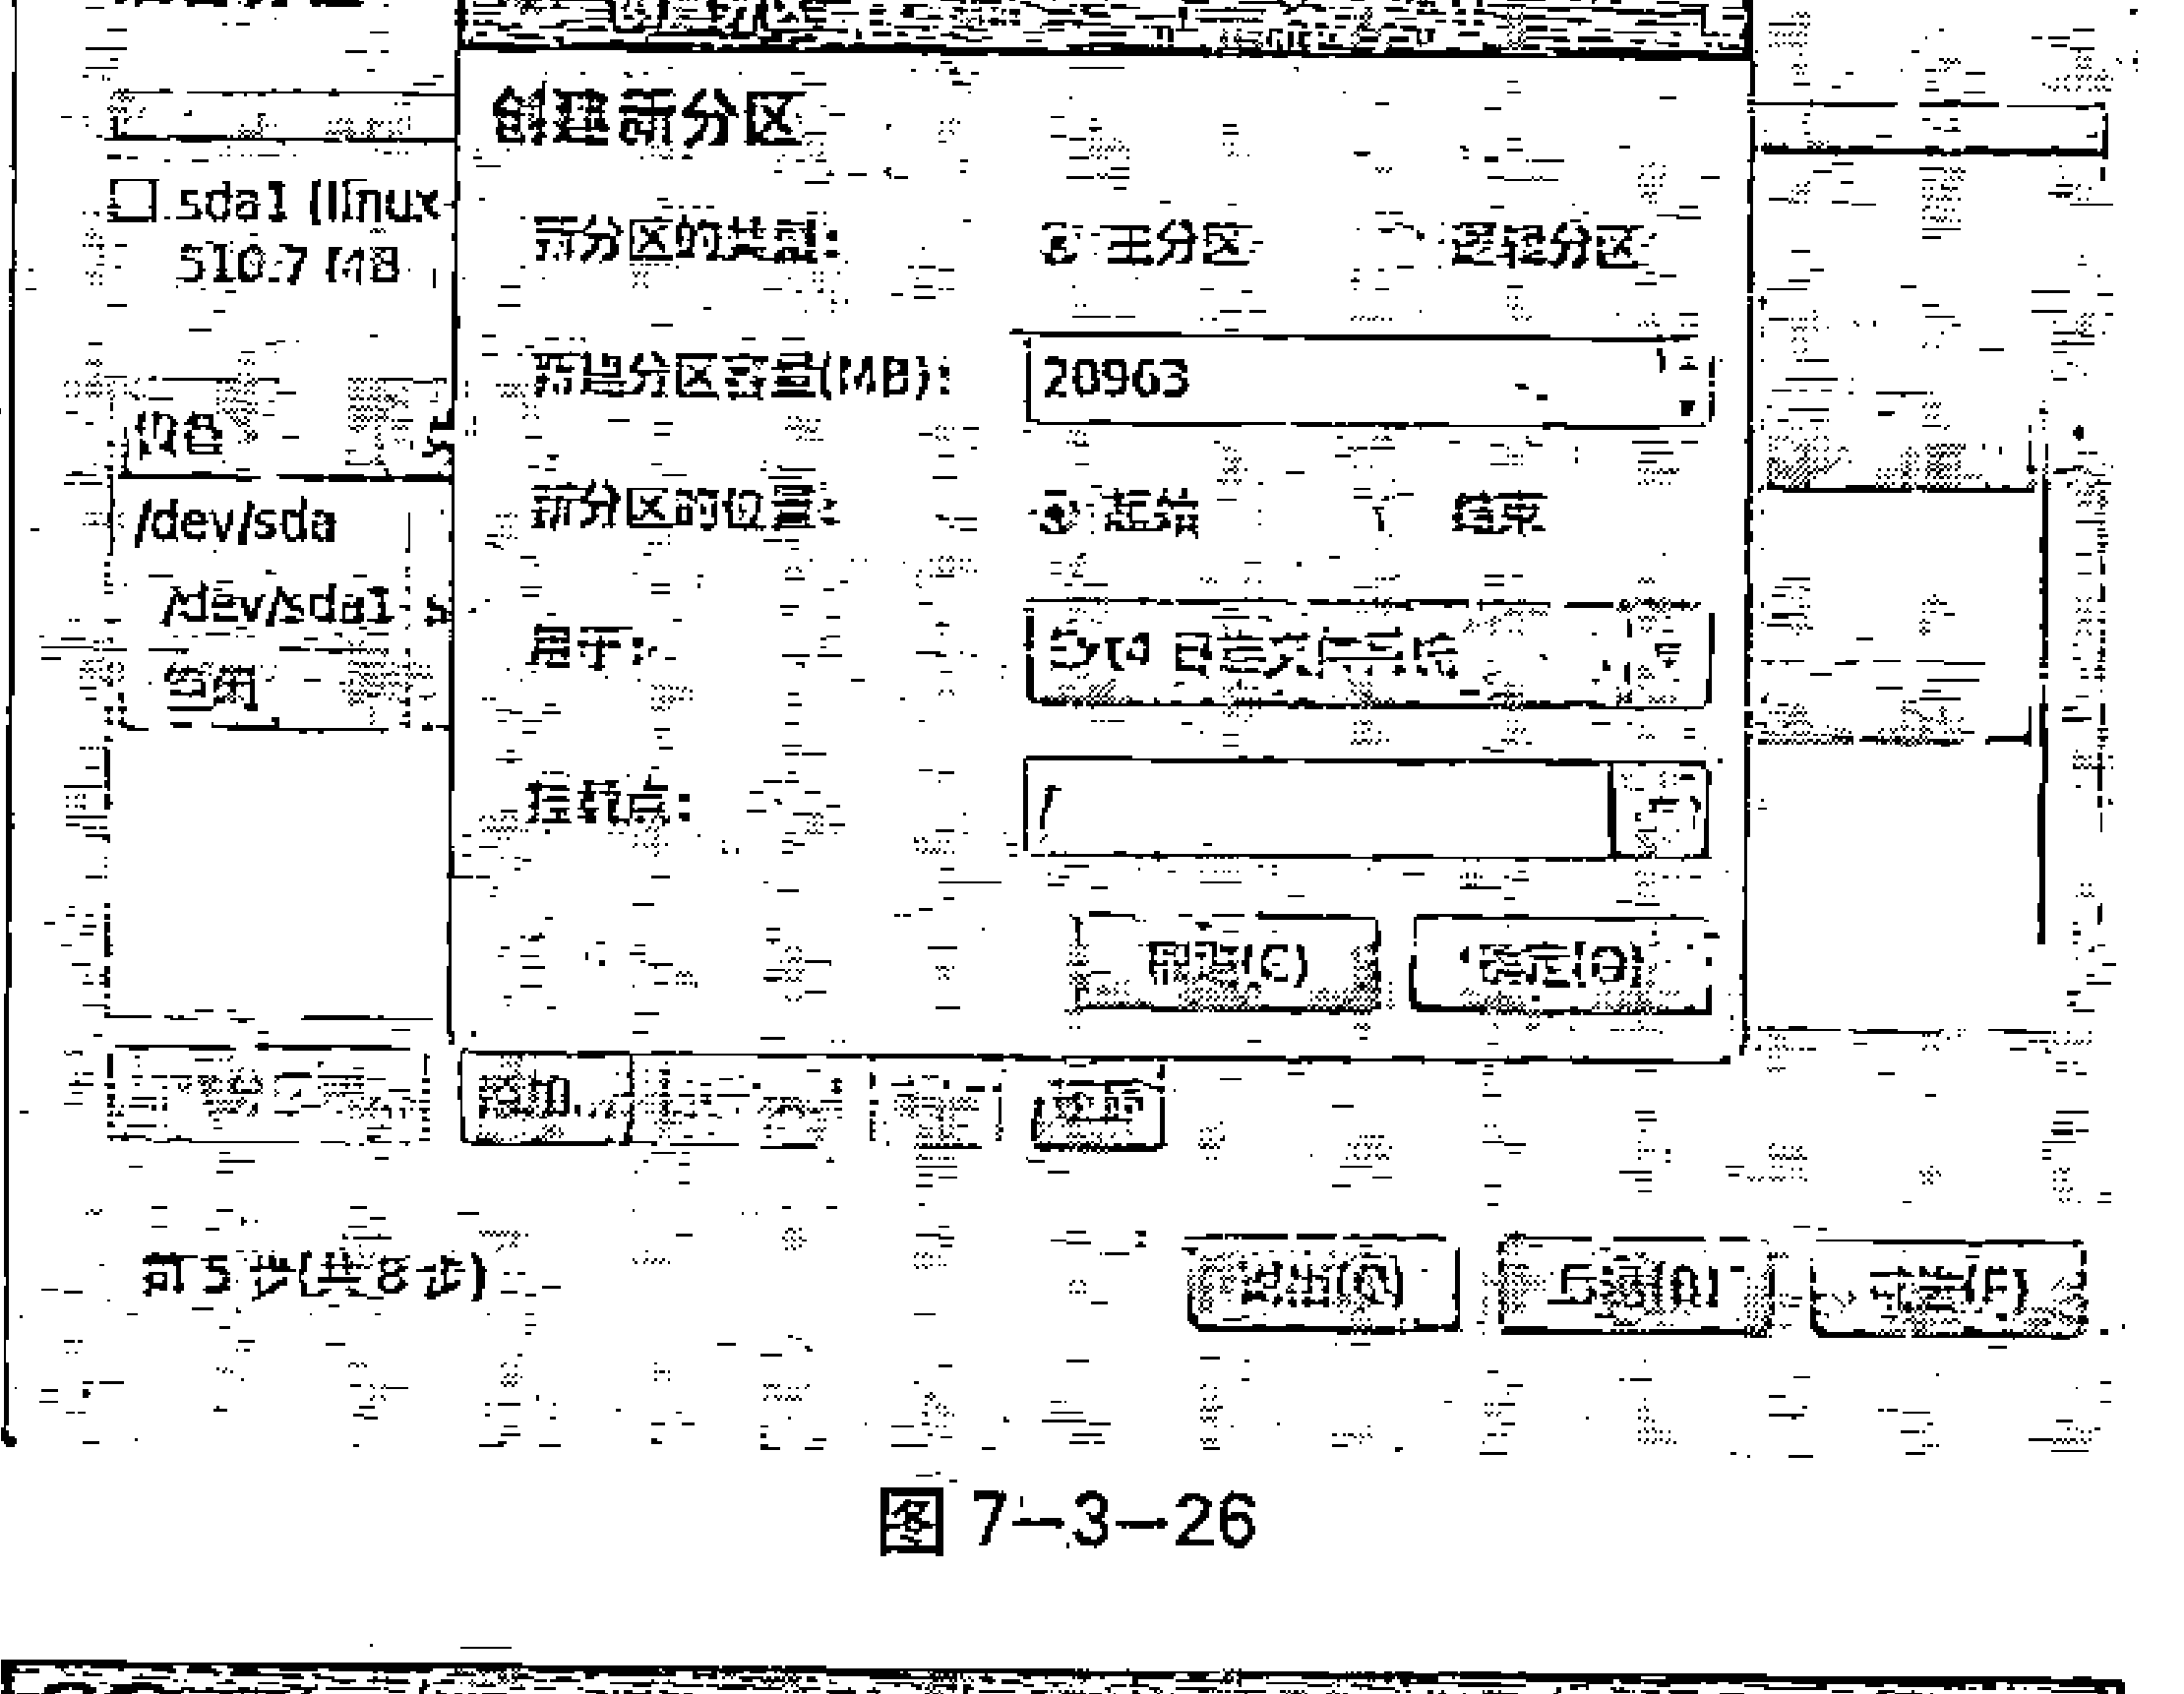 创建新分区
sda1 (linux-
510.7 MB
新分区的类型:
主分区
逻辑分区
新建分区容量(MB):
20963
设备
/dev/sda
/dev/sda1 s
空闲
新分区的位置:
起始
结束
用于:
Ext4 日志文件系统
挂载点:
/
取消(C)
确定(O)
添加...
还原
前 5 步(共 8 步)
退出(Q)
后退(B)
前进(F)
图 7-3-26